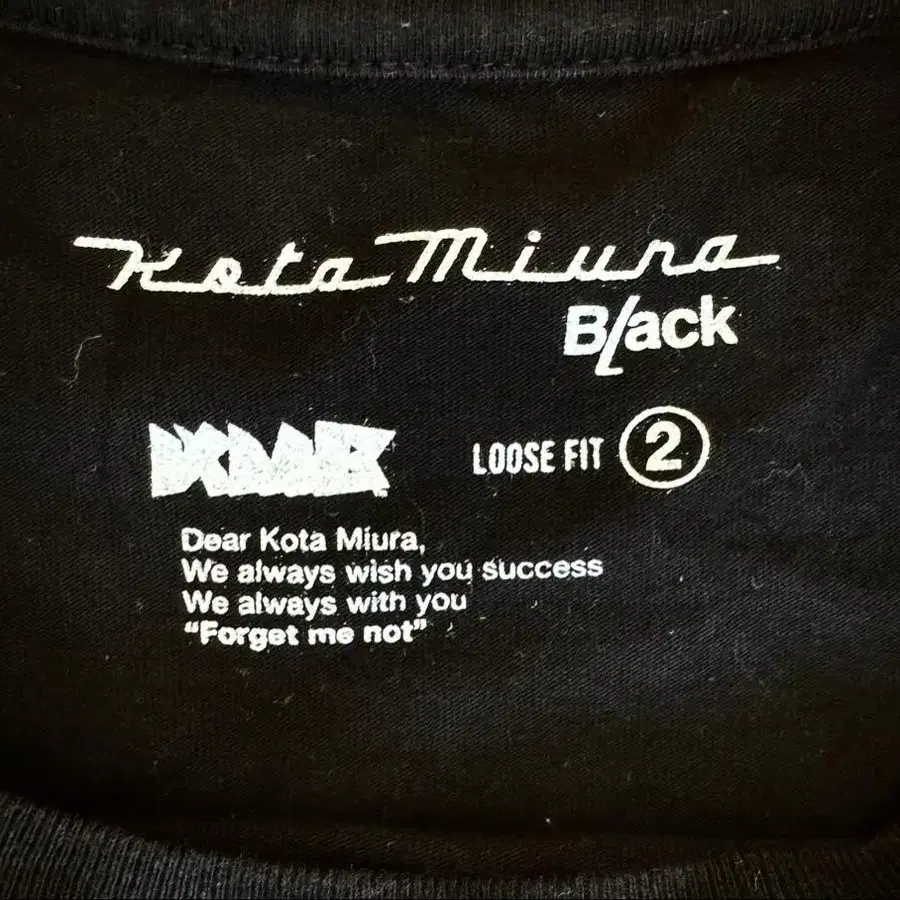 Kota Miura
Black
LOOSE FIT 2
Dear Kota Miura,
We always wish you success
We always with you
“Forget me not”